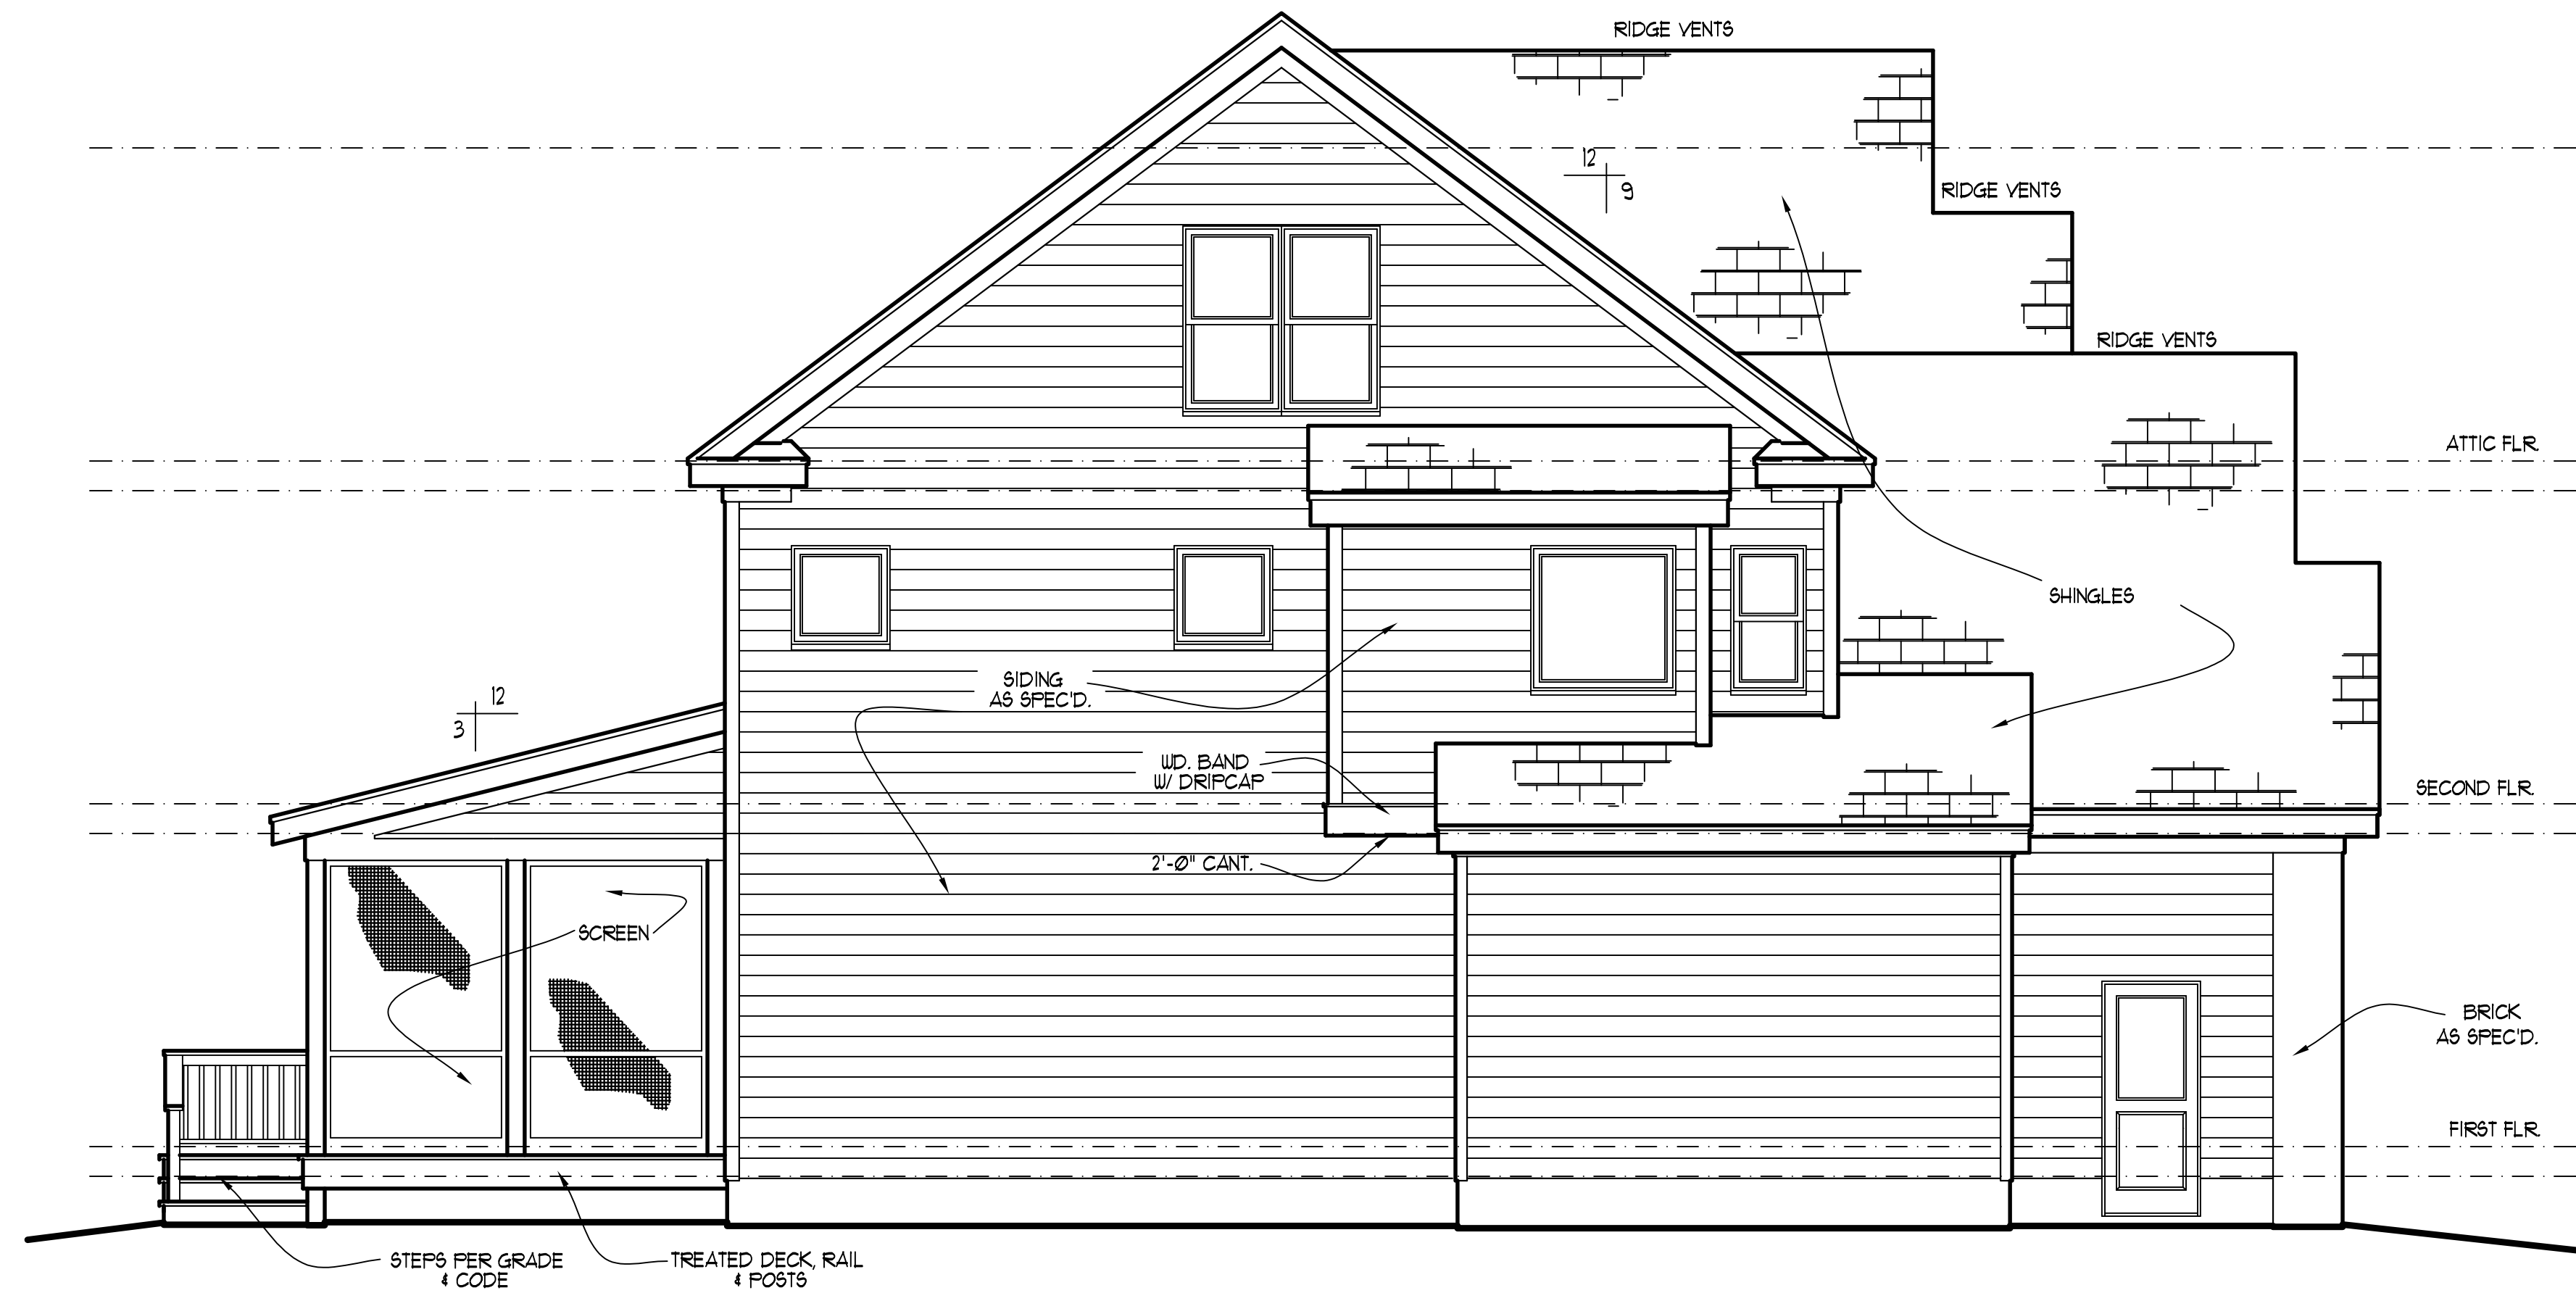 RIDGE VENTS
12
9
RIDGE VENTS
RIDGE VENTS
ATTIC FLR.
SHINGLES
SIDING
AS SPEC'D.
12
3
WD. BAND
W/ DRIPCAP
SECOND FLR.
2'-0" CANT.
SCREEN
BRICK
AS SPEC'D.
FIRST FLR.
STEPS PER GRADE
& CODE
TREATED DECK, RAIL
& POSTS